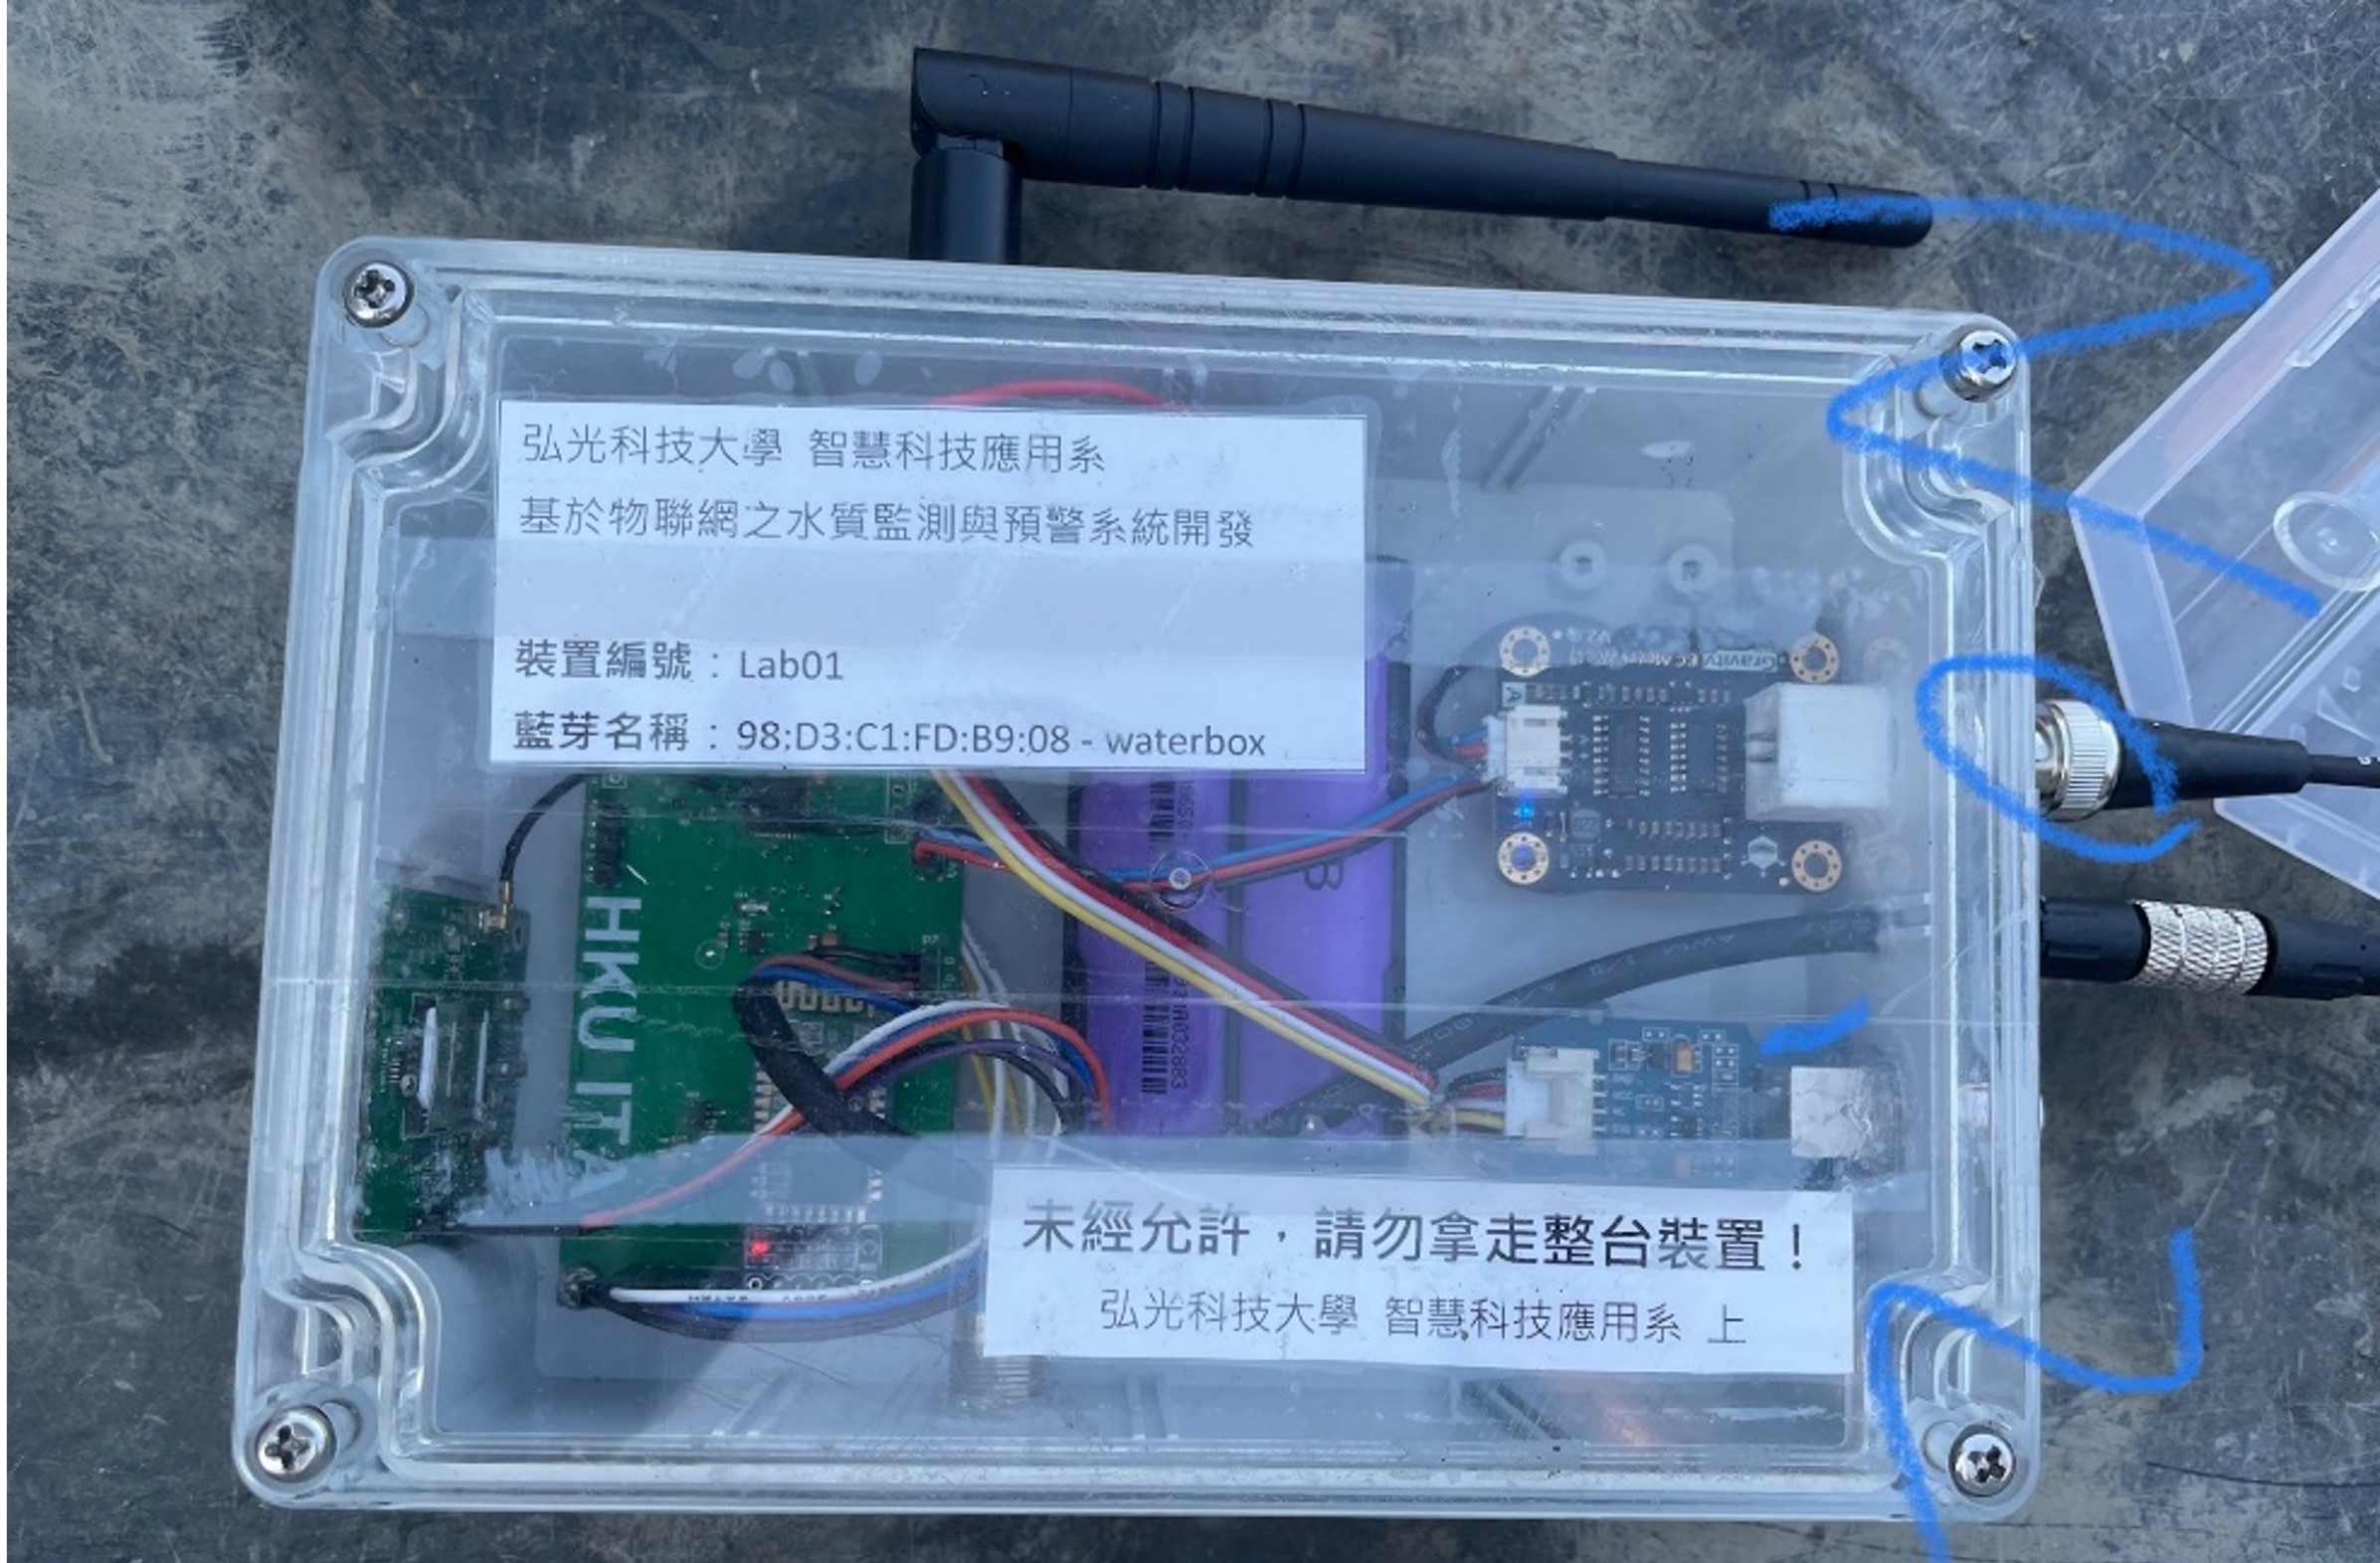 弘光科技大學 智慧科技應用系
基於物聯網之水質監測與預警系統開發
裝置編號：Lab01
藍芽名稱：98:D3:C1:FD:B9:08 - waterbox
Gravity
A
HKU ITA
B
未經允許，請勿拿走整台裝置！
弘光科技大學 智慧科技應用系 上